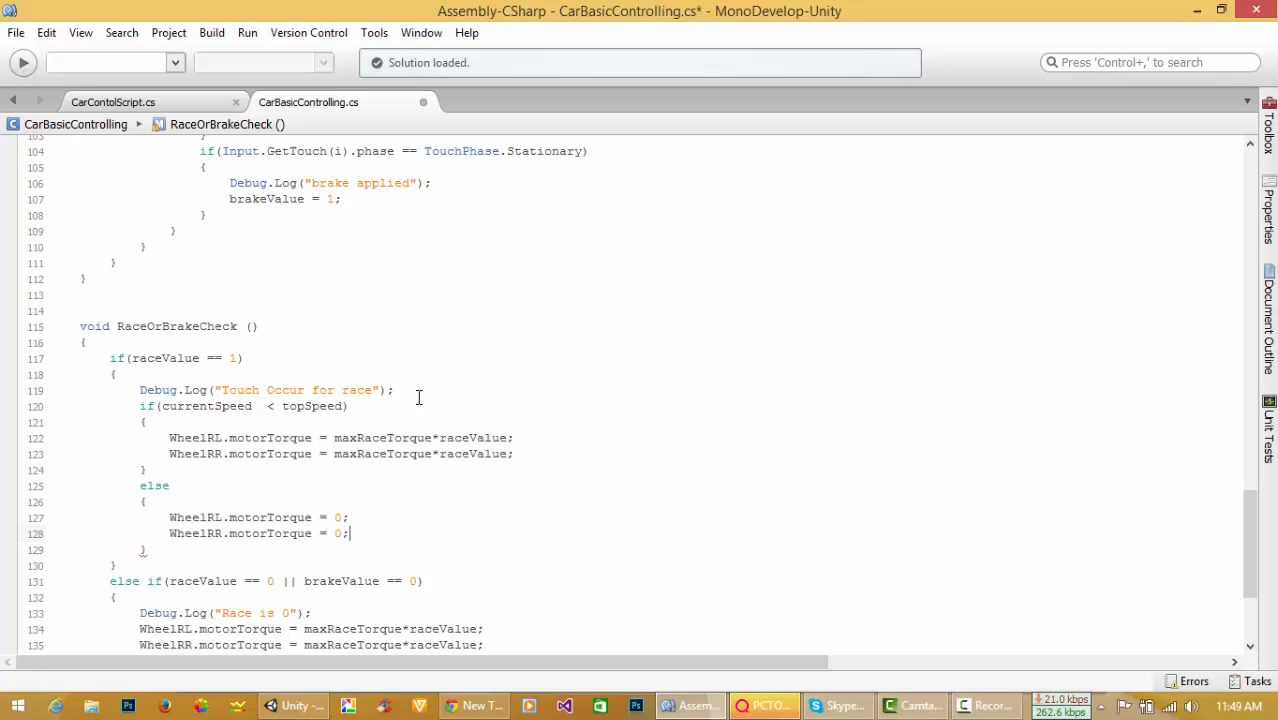 Assembly-CSharp - CarBasicControlling.cs* - MonoDevelop-Unity
File Edit View Search Project Build Run Version Control Tools Window Help
Solution loaded.
Press 'Control+,' to search
CarContolScript.cs
CarBasicControlling.cs
CarBasicControlling
RaceOrBrakeCheck ()
103 }
104 if(Input.GetTouch(i).phase == TouchPhase.Stationary)
105 {
106 Debug.Log("brake applied");
107 brakeValue = 1;
108 }
109 }
110 }
111 }
112 }
113
114
115 void RaceOrBrakeCheck ()
116 {
117 if(raceValue == 1)
118 {
119 Debug.Log("Touch Occur for race");
120 if(currentSpeed < topSpeed)
121 {
122 WheelRL.motorTorque = maxRaceTorque*raceValue;
123 WheelRR.motorTorque = maxRaceTorque*raceValue;
124 }
125 else
126 {
127 WheelRL.motorTorque = 0;
128 WheelRR.motorTorque = 0;
129 }
130 }
131 else if(raceValue == 0 || brakeValue == 0)
132 {
133 Debug.Log("Race is 0");
134 WheelRL.motorTorque = maxRaceTorque*raceValue;
135 WheelRR.motorTorque = maxRaceTorque*raceValue;
Toolbox
Properties
Document Outline
Unit Tests
Errors
Tasks
Unity -...
New T...
Assem...
PCTO...
Skype...
Camta...
Recor...
21.0 kbps
262.6 kbps
11:49 AM